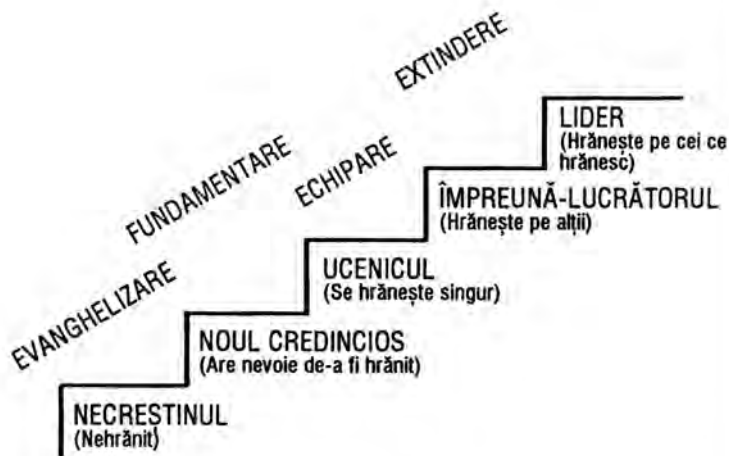 EXTINDERE
LIDER
(Hrănește pe cei ce
hrănesc)
FUNDAMENTARE
ECHIPARE
ÎMPREUNĂ-LUCRĂTORUL
(Hrănește pe alții)
EVANGHELIZARE
UCENICUL
(Se hrănește singur)
NOUL CREDINCIOS
(Are nevoie de-a fi hrănit)
NECREȘTINUL
(Nehrănit)